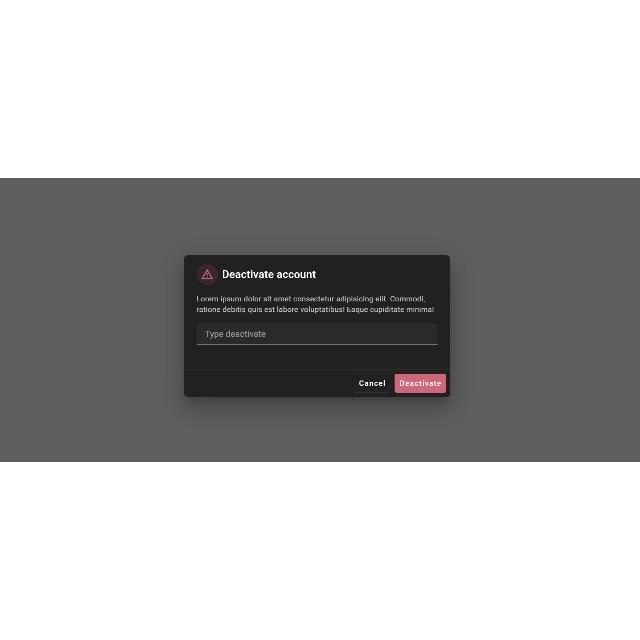 Deactivate account
Lorem ipsum dolor sit amet consectetur adipisicing elit. Commodi,
ratione debitis quis est labore voluptatibus! Eaque cupiditate minima!
Type deactivate
Cancel Deactivate